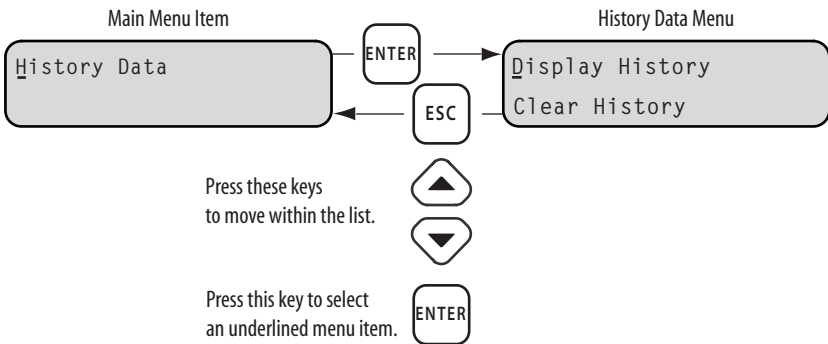 Main Menu Item
History Data Menu
History Data
ENTER
Display History
Clear History
ESC
Press these keys
to move within the list.
Press this key to select
an underlined menu item.
ENTER